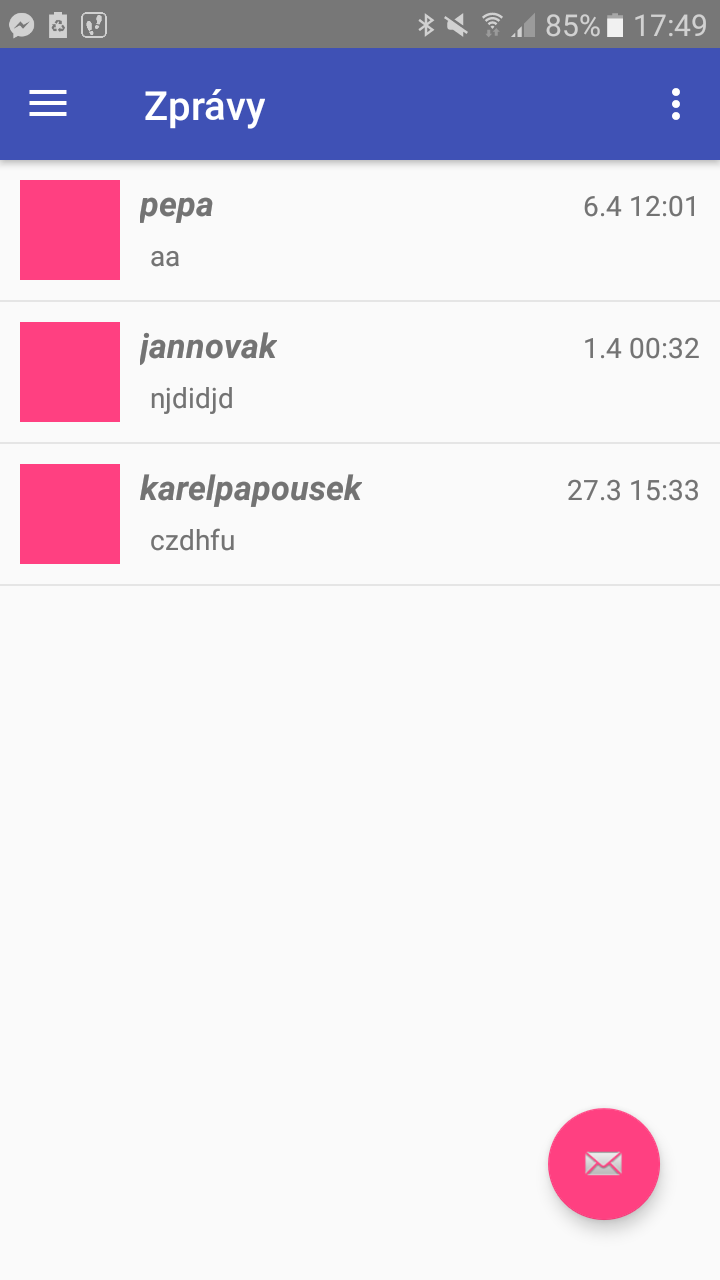 85% 17:49
Zprávy
pepa 6.4 12:01
aa
jannovak 1.4 00:32
njdidjd
karelpapousek 27.3 15:33
czdhfu